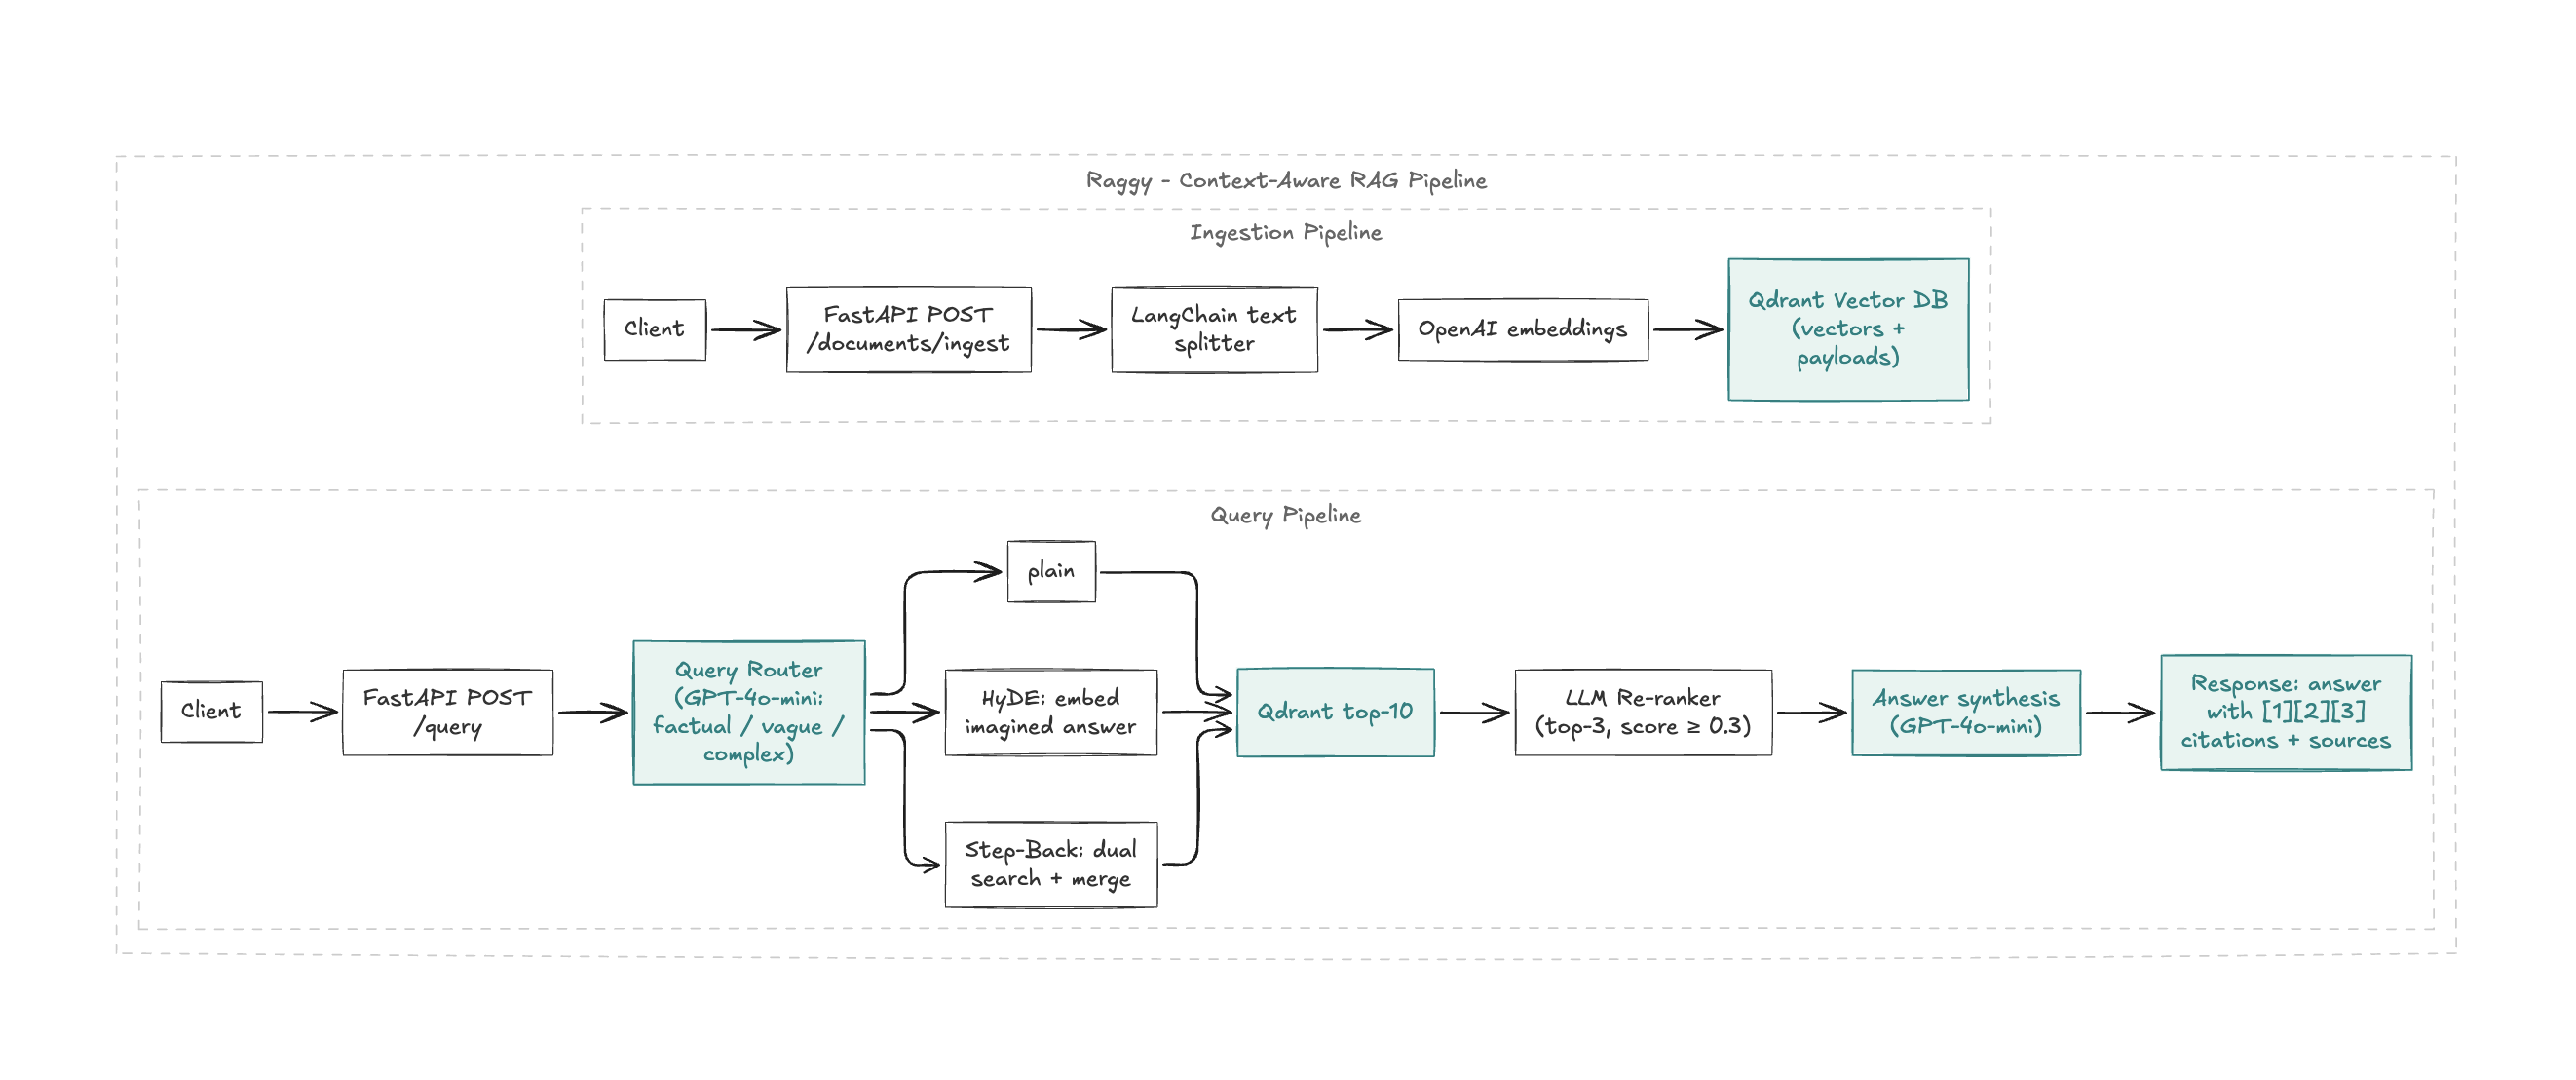 Raggy - Context-Aware RAG Pipeline
Ingestion Pipeline
Client
FastAPI POST
/documents/ingest
LangChain text
splitter
OpenAI embeddings
Qdrant Vector DB
(vectors +
payloads)
Query Pipeline
Client
FastAPI POST
/query
Query Router
(GPT-4o-mini:
factual / vague /
complex)
plain
HyDE: embed
imagined answer
Step-Back: dual
search + merge
Qdrant top-10
LLM Re-ranker
(top-3, score ≥ 0.3)
Answer synthesis
(GPT-4o-mini)
Response: answer
with [1][2][3]
citations + sources